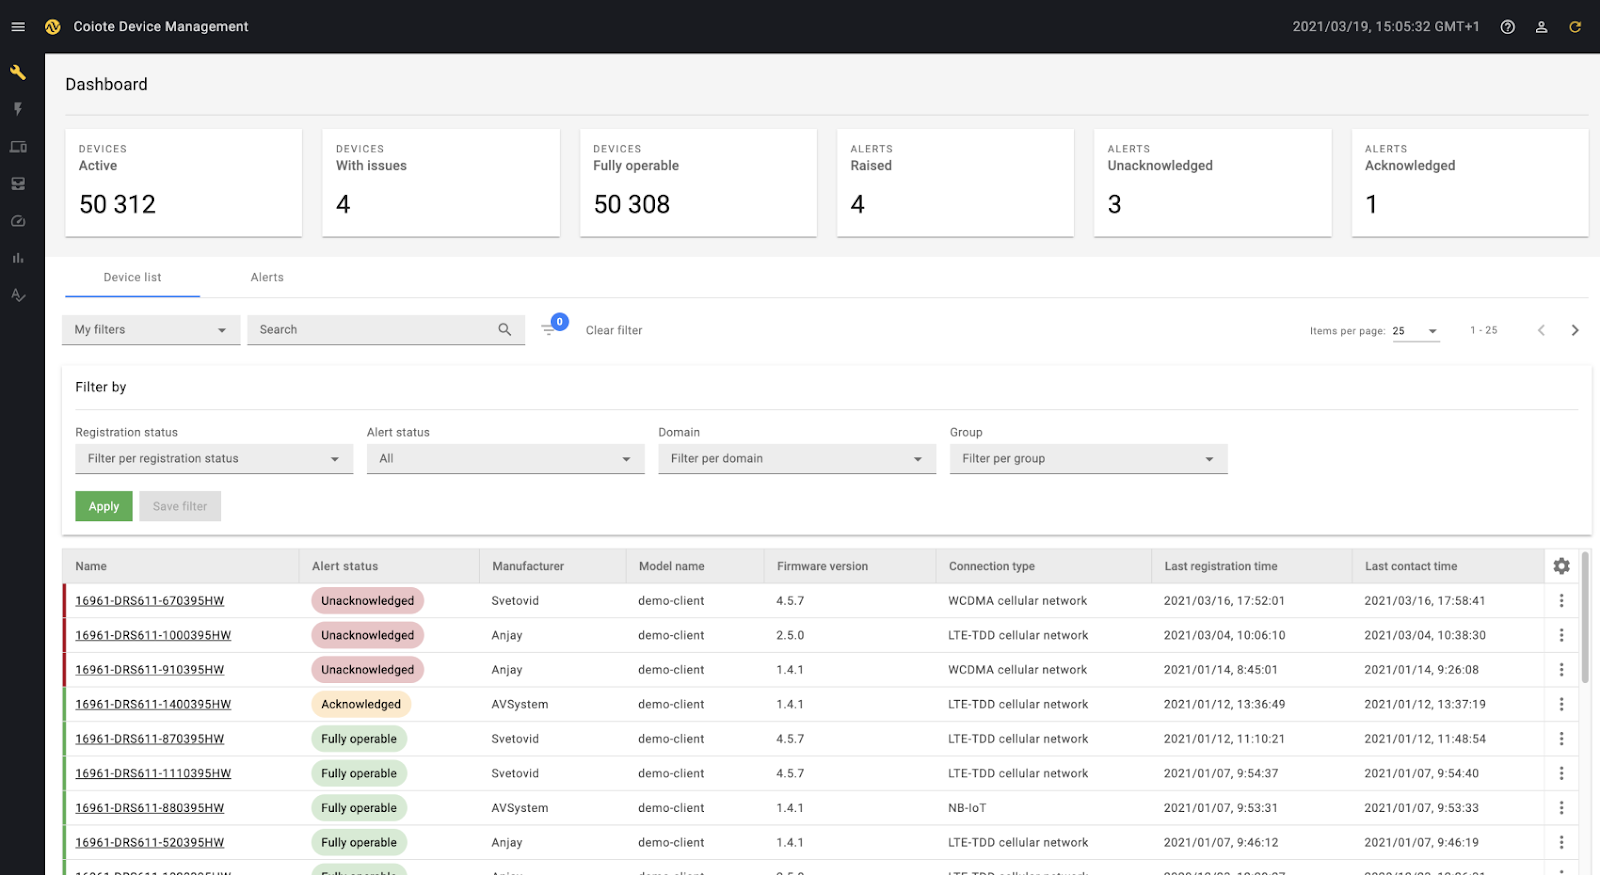 Coiote Device Management
2021/03/19, 15:05:32 GMT+1
Dashboard
DEVICES
Active
50 312
DEVICES
With issues
4
DEVICES
Fully operable
50 308
ALERTS
Raised
4
ALERTS
Unacknowledged
3
ALERTS
Acknowledged
1
Device list
Alerts
My filters
Search
0
Clear filter
Items per page: 25
1 - 25
Filter by
Registration status
Filter per registration status
Alert status
All
Domain
Filter per domain
Group
Filter per group
Apply
Save filter
Name Alert status Manufacturer Model name Firmware version Connection type Last registration time Last contact time
16961-DRS611-670395HW Unacknowledged Svetovid demo-client 4.5.7 WCDMA cellular network 2021/03/16, 17:52:01 2021/03/16, 17:58:41
16961-DRS611-1000395HW Unacknowledged Anjay demo-client 2.5.0 LTE-TDD cellular network 2021/03/04, 10:06:10 2021/03/04, 10:38:30
16961-DRS611-910395HW Unacknowledged Anjay demo-client 1.4.1 WCDMA cellular network 2021/01/14, 8:45:01 2021/01/14, 9:26:08
16961-DRS611-1400395HW Acknowledged AVSystem demo-client 1.4.1 LTE-TDD cellular network 2021/01/12, 13:36:49 2021/01/12, 13:37:19
16961-DRS611-870395HW Fully operable Svetovid demo-client 4.5.7 LTE-TDD cellular network 2021/01/12, 11:10:21 2021/01/12, 11:48:54
16961-DRS611-1110395HW Fully operable Svetovid demo-client 4.5.7 LTE-TDD cellular network 2021/01/07, 9:54:37 2021/01/07, 9:54:40
16961-DRS611-880395HW Fully operable AVSystem demo-client 1.4.1 NB-IoT 2021/01/07, 9:53:31 2021/01/07, 9:53:33
16961-DRS611-520395HW Fully operable Anjay demo-client 1.4.1 LTE-TDD cellular network 2021/01/07, 9:46:12 2021/01/07, 9:46:19
Fully operable Anjay demo-client LTE-TDD cellular network